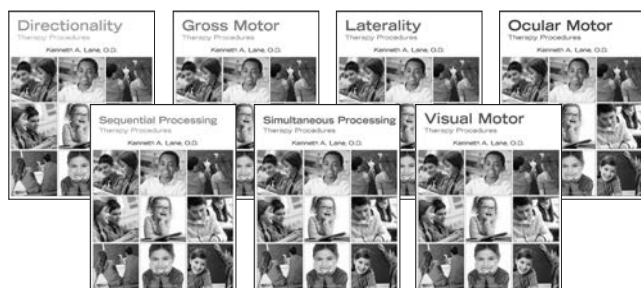 Directionality
Therapy Procedures
Kenneth A. Lane, O.D.
Gross Motor
Therapy Procedures
Kenneth A. Lane, O.D.
Laterality
Therapy Procedures
Kenneth A. Lane, O.D.
Ocular Motor
Therapy Procedures
Kenneth A. Lane, O.D.
Sequential Processing
Therapy Procedures
Kenneth A. Lane, O.D.
Simultaneous Processing
Therapy Procedures
Kenneth A. Lane, O.D.
Visual Motor
Therapy Procedures
Kenneth A. Lane, O.D.